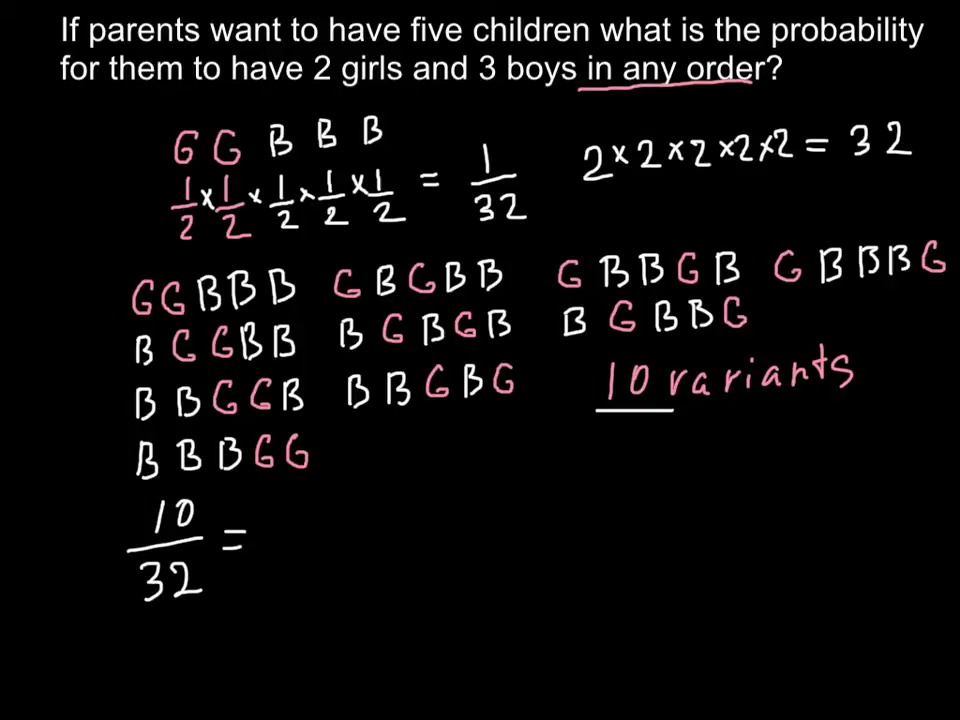 If parents want to have five children what is the probability
for them to have 2 girls and 3 boys in any order?
G G B B B
1/2 × 1/2 × 1/2 × 1/2 × 1/2 = 1/32
2 × 2 × 2 × 2 × 2 = 32
GGBBB GBGBB GBBGB GBBBG
BGGBB BGBGB BGBBG
BBGGB BBGBG 10 variants
BBBGG
10/32 =